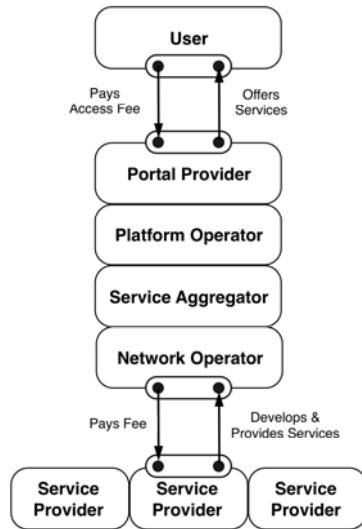 User
Pays
Access Fee
Offers
Services
Portal Provider
Platform Operator
Service Aggregator
Network Operator
Pays Fee
Develops &
Provides Services
Service
Provider
Service
Provider
Service
Provider